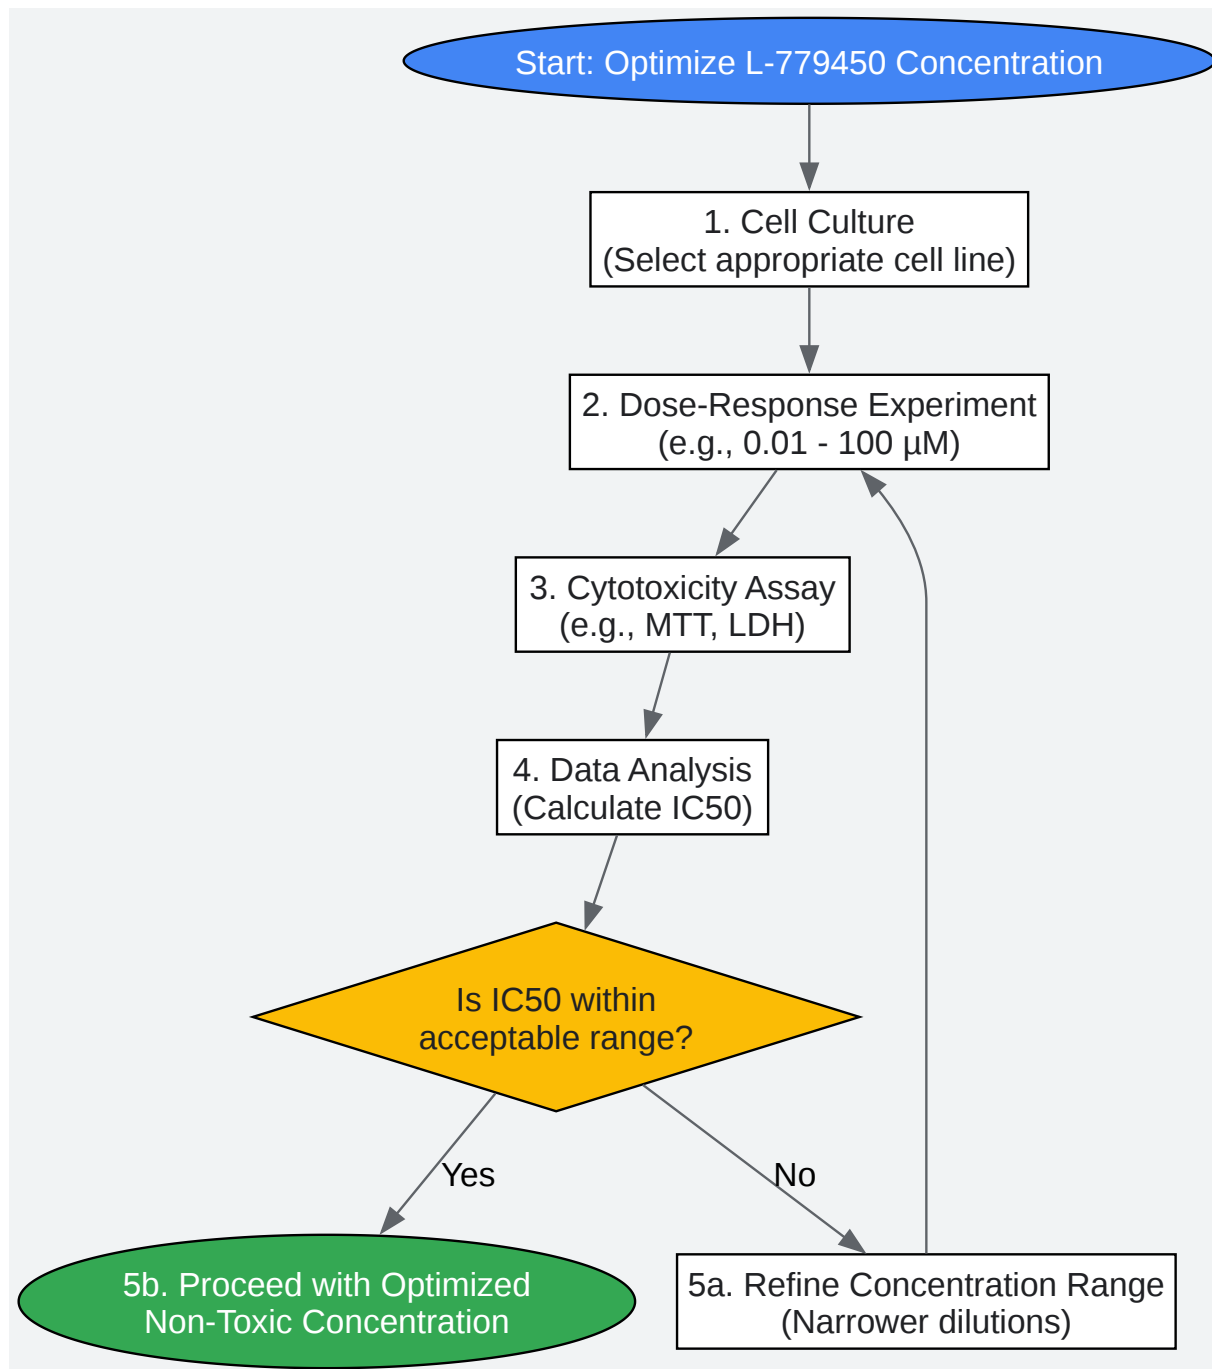 Start: Optimize L-779450 Concentration
1. Cell Culture
(Select appropriate cell line)
2. Dose-Response Experiment
(e.g., 0.01 - 100 µM)
3. Cytotoxicity Assay
(e.g., MTT, LDH)
4. Data Analysis
(Calculate IC50)
Is IC50 within
acceptable range?
Yes
No
5b. Proceed with Optimized
Non-Toxic Concentration
5a. Refine Concentration Range
(Narrower dilutions)